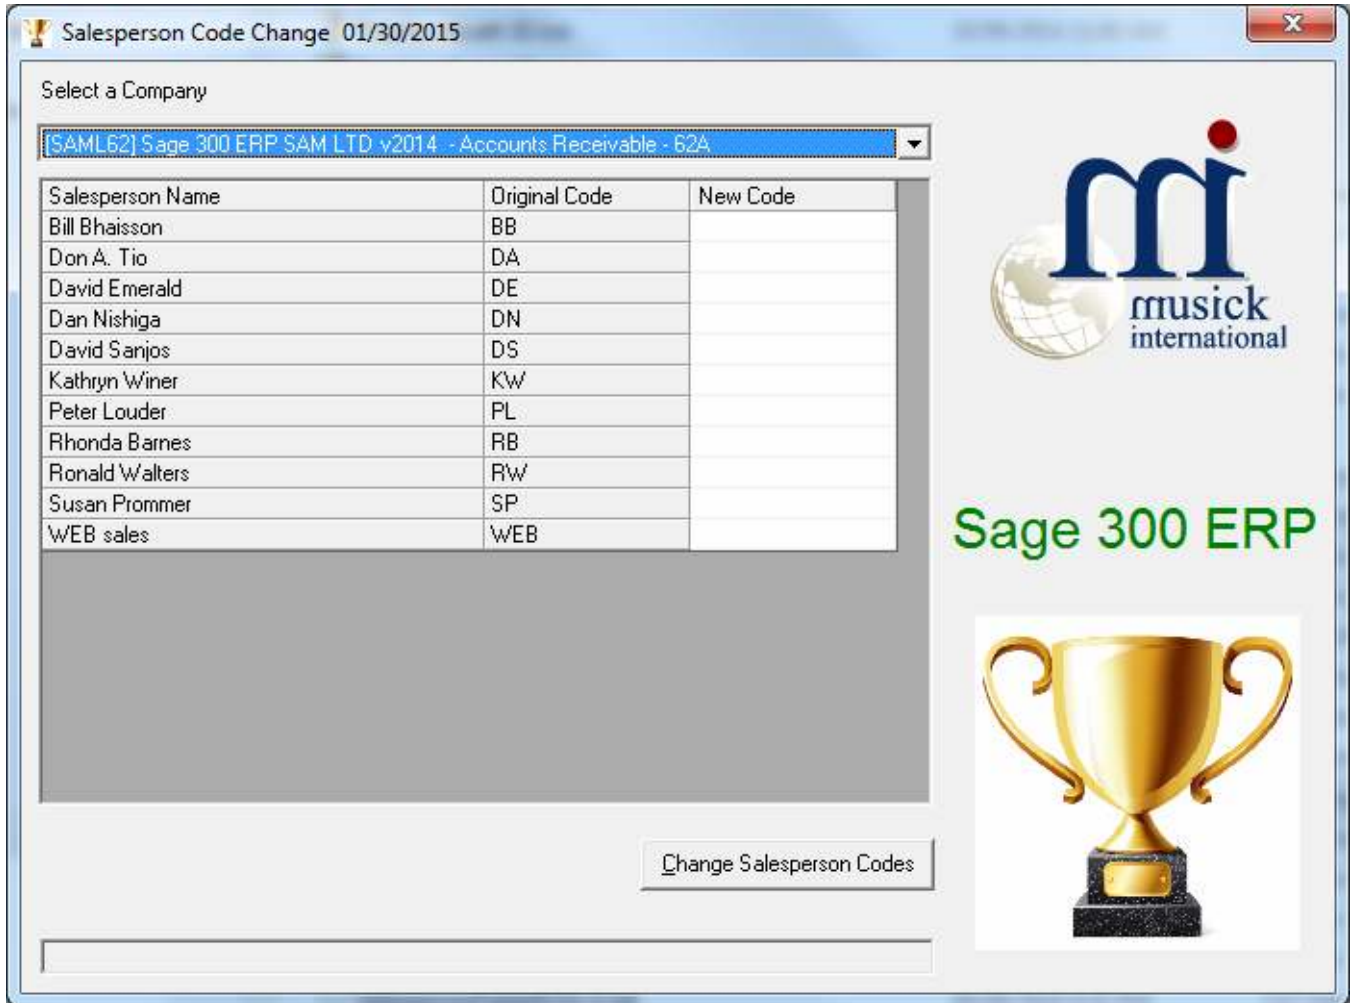 Salesperson Code Change 01/30/2015
Select a Company
[SAML62] Sage 300 ERP SAM LTD v2014 - Accounts Receivable - 62A
Salesperson Name Original Code New Code
Bill Bhaisson BB
Don A. Tio DA
David Emerald DE
Dan Nishiga DN
David Sanjos DS
Kathryn Winer KW
Peter Louder PL
Rhonda Barnes RB
Ronald Walters RW
Susan Prommer SP
WEB sales WEB
Change Salesperson Codes
mi
musick
international
Sage 300 ERP